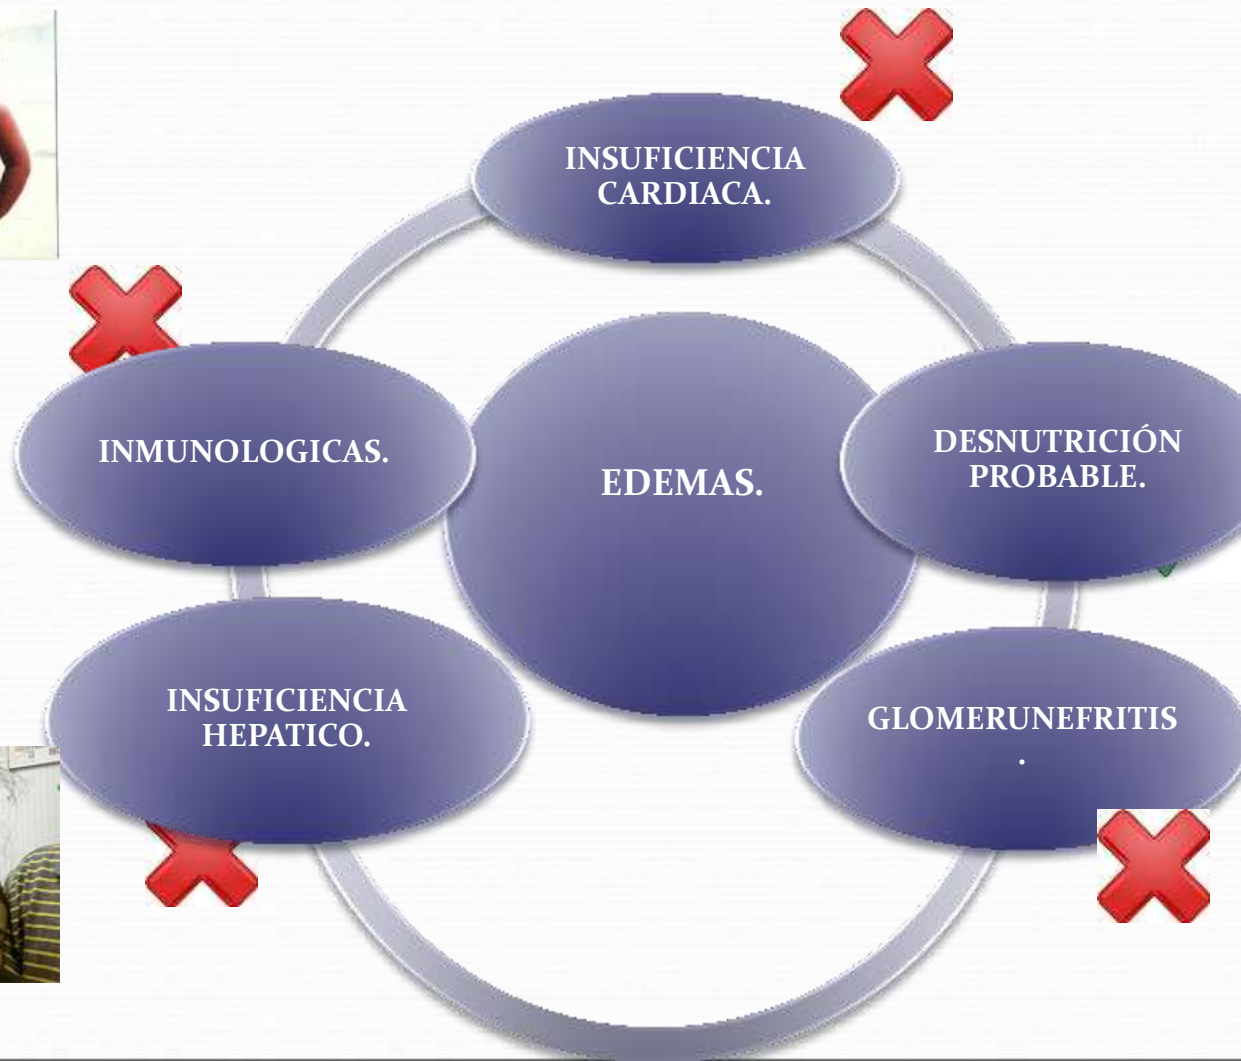 INSUFICIENCIA
CARDIACA.
INMUNOLOGICAS.
EDEMAS.
DESNUTRICIÓN
PROBABLE.
INSUFICIENCIA
HEPATICO.
GLOMERUNEFRITIS
.